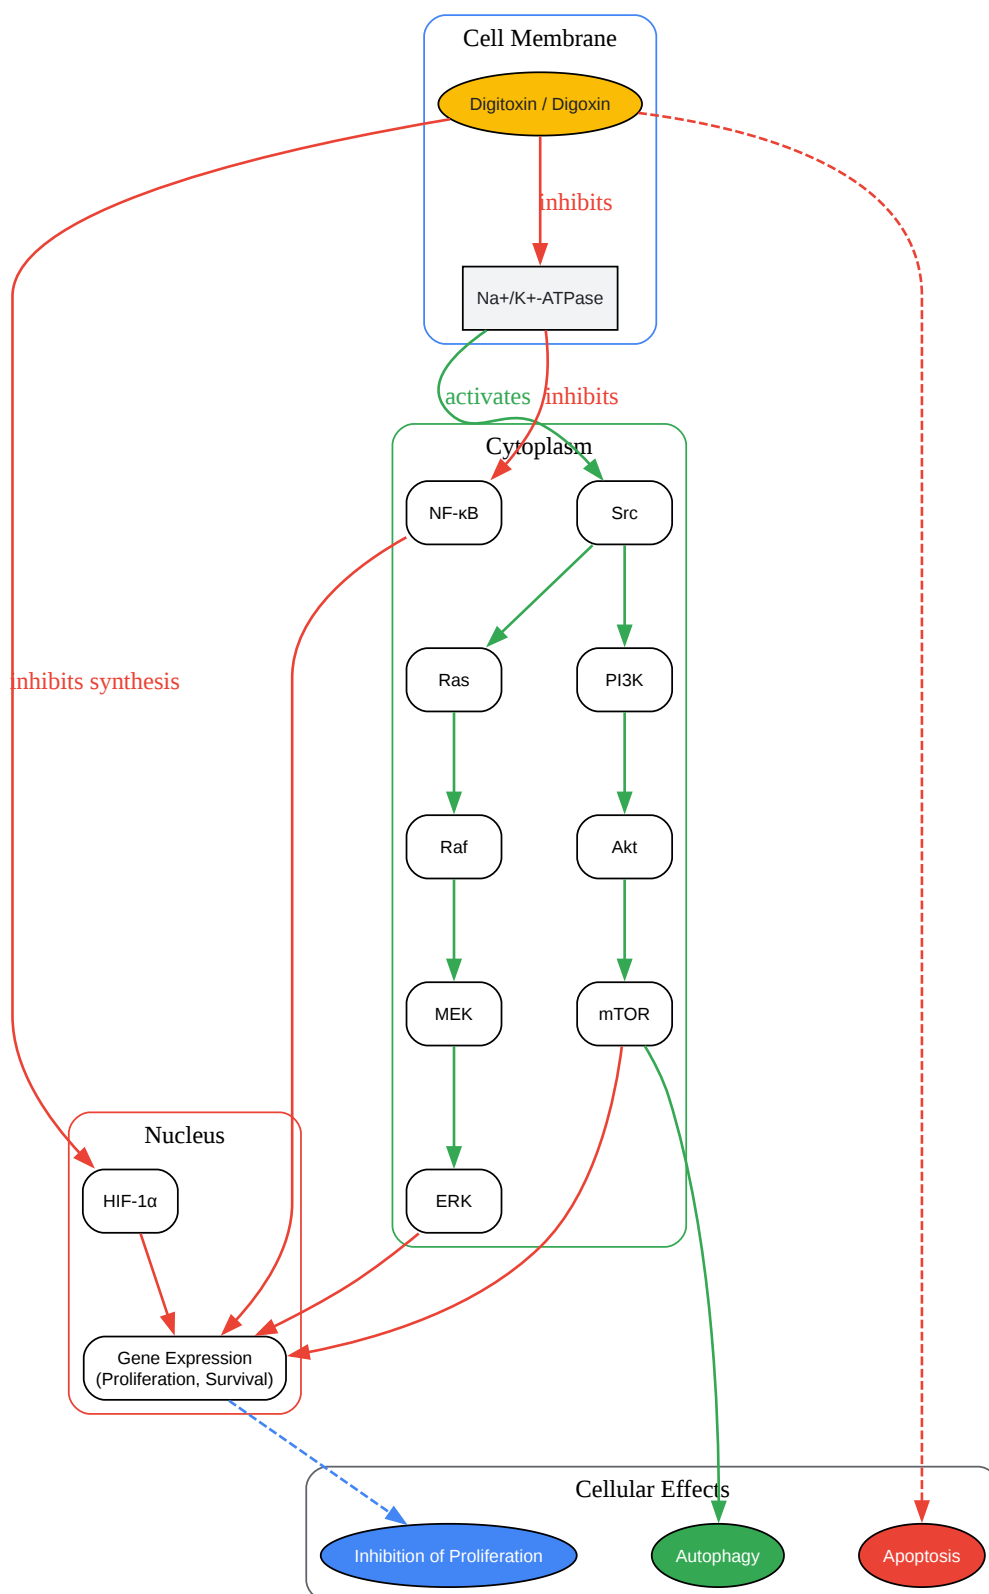 Cell Membrane
Digitoxin / Digoxin
inhibits
Na+/K+-ATPase
activates
inhibits
Cytoplasm
NF-κB
Src
inhibits synthesis
Ras
PI3K
Raf
Akt
MEK
mTOR
Nucleus
HIF-1α
ERK
Gene Expression
(Proliferation, Survival)
Cellular Effects
Inhibition of Proliferation
Autophagy
Apoptosis